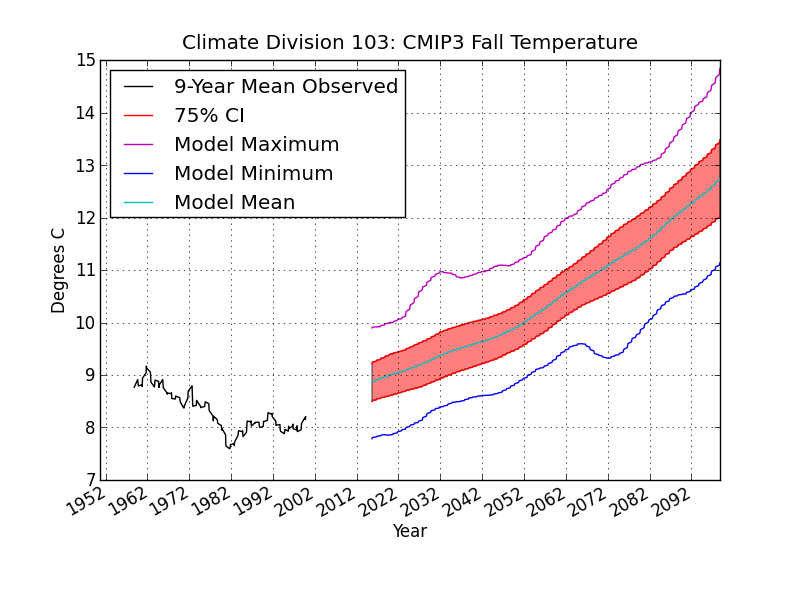 Climate Division 103: CMIP3 Fall Temperature
15
14
13
12
11
10
9
8
7
Degrees C
9-Year Mean Observed
75% CI
Model Maximum
Model Minimum
Model Mean
1952 1962 1972 1982 1992 2002 2012 2022 2032 2042 2052 2062 2072 2082 2092
Year